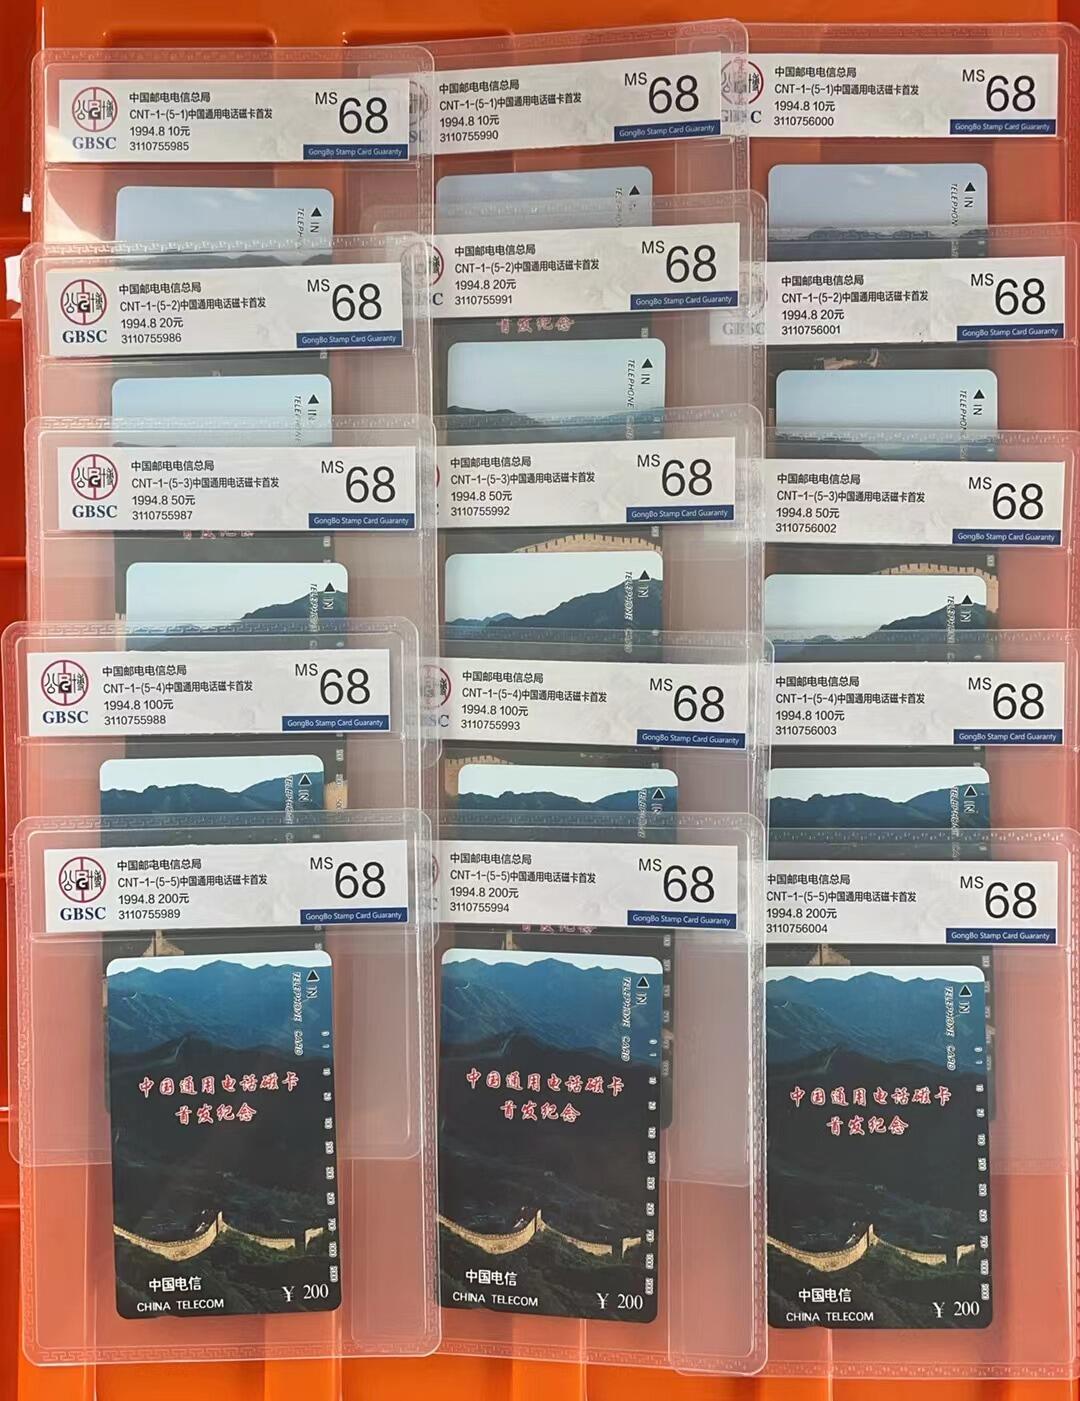 GBSC
中国邮电电信总局
CNT-1-(5-1)中国通用电话磁卡首发
1994.8 10元
3110755985
MS 68
GongBo Stamp Card Guaranty
中国邮电电信总局
CNT-1-(5-1)中国通用电话磁卡首发
1994.8 10元
3110755990
MS 68
GongBo Stamp Card Guaranty
中国邮电电信总局
CNT-1-(5-1)中国通用电话磁卡首发
1994.8 10元
3110756000
MS 68
GongBo Stamp Card Guaranty
IN
IN
IN
GBSC
中国邮电电信总局
CNT-1-(5-2)中国通用电话磁卡首发
1994.8 20元
3110755986
MS 68
GongBo Stamp Card Guaranty
中国邮电电信总局
CNT-1-(5-2)中国通用电话磁卡首发
1994.8 20元
3110755991
MS 68
GongBo Stamp Card Guaranty
首发纪念
GBSC
中国邮电电信总局
CNT-1-(5-2)中国通用电话磁卡首发
1994.8 20元
3110756001
MS 68
GongBo Stamp Card Guaranty
IN
IN
TELEPHONE
IN
GBSC
中国邮电电信总局
CNT-1-(5-3)中国通用电话磁卡首发
1994.8 50元
3110755987
MS 68
GongBo Stamp Card Guaranty
中国邮电电信总局
CNT-1-(5-3)中国通用电话磁卡首发
1994.8 50元
3110755992
MS 68
GongBo Stamp Card Guaranty
中国邮电电信总局
CNT-1-(5-3)中国通用电话磁卡首发
1994.8 50元
3110756002
MS 68
GongBo Stamp Card Guaranty
IN
TELEPHONE
IN
TELEPHONE CARD
IN
TELEPHONE
GBSC
中国邮电电信总局
CNT-1-(5-4)中国通用电话磁卡首发
1994.8 100元
3110755988
MS 68
GongBo Stamp Card Guaranty
中国邮电电信总局
CNT-1-(5-4)中国通用电话磁卡首发
1994.8 100元
3110755993
MS 68
GongBo Stamp Card Guaranty
中国邮电电信总局
CNT-1-(5-4)中国通用电话磁卡首发
1994.8 100元
3110756003
MS 68
GongBo Stamp Card Guaranty
IN
IN
IN
GBSC
中国邮电电信总局
CNT-1-(5-5)中国通用电话磁卡首发
1994.8 200元
3110755989
MS 68
GongBo Stamp Card Guaranty
IN
TELEPHONE CARD
中国通用电话磁卡
首发纪念
中国电信
CHINA TELECOM
¥ 200
中国邮电电信总局
CNT-1-(5-5)中国通用电话磁卡首发
1994.8 200元
3110755994
MS 68
GongBo Stamp Card Guaranty
IN
TELEPHONE CARD
中国通用电话磁卡
首发纪念
中国电信
CHINA TELECOM
¥ 200
中国邮电电信总局
CNT-1-(5-5)中国通用电话磁卡首发
1994.8 200元
3110756004
MS 68
GongBo Stamp Card Guaranty
IN
TELEPHONE CARD
中国通用电话磁卡
首发纪念
中国电信
CHINA TELECOM
¥ 200